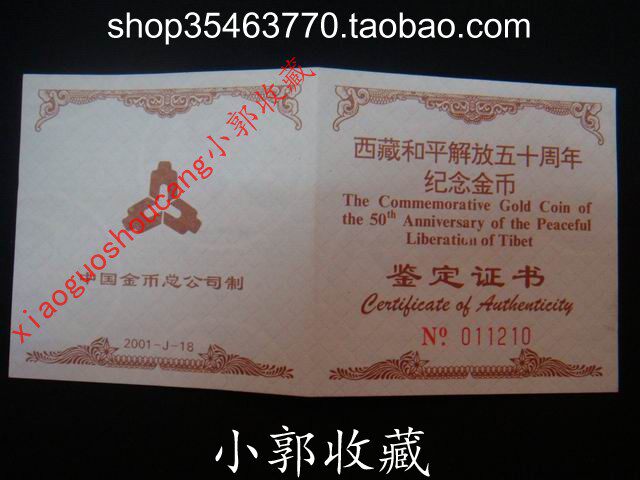 shop35463770.taobao.com
xiaoguoshoucang小郭收藏
中国金币总公司制
2001-J-18
西藏和平解放五十周年
纪念金币
The Commemorative Gold Coin of
the 50th Anniversary of the Peaceful
Liberation of Tibet
鉴定证书
Certificate of Authenticity
Nº 011210
小郭收藏